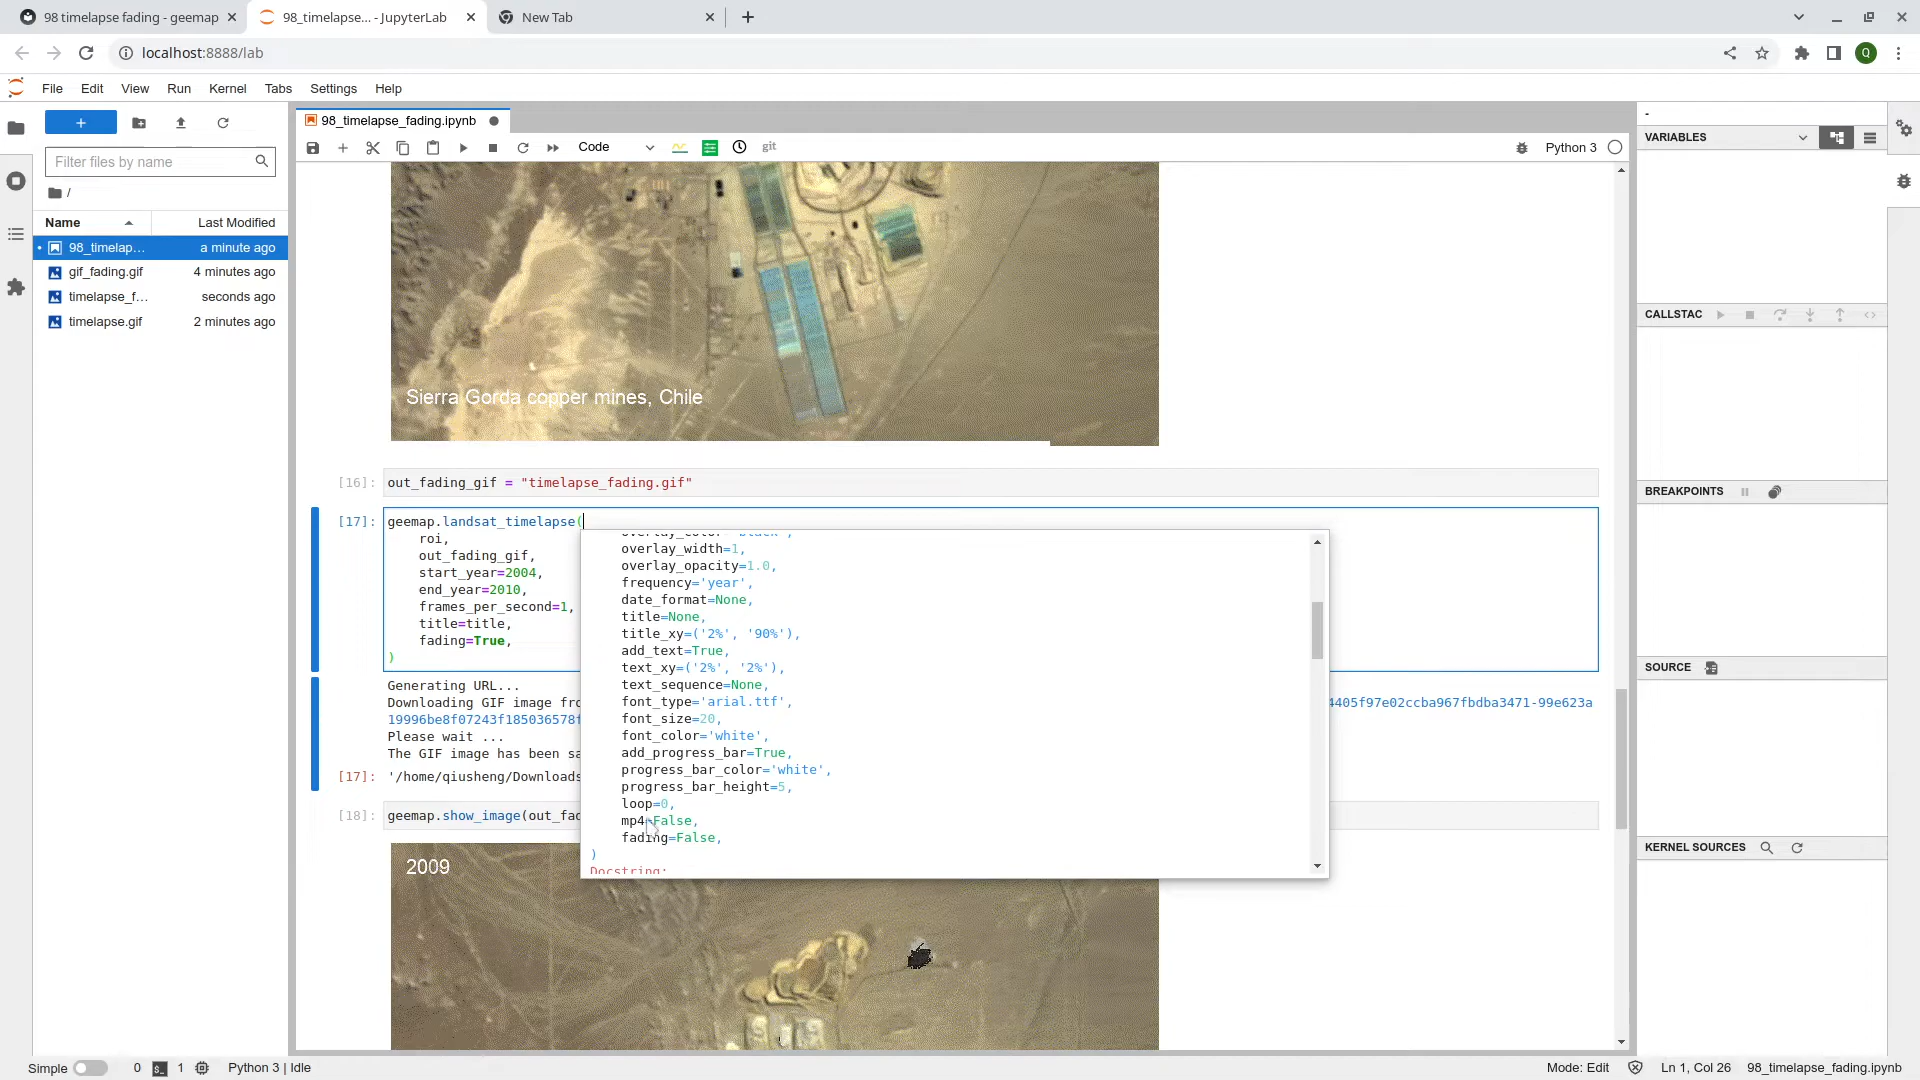 98 timelapse fading - geemap
98_timelapse... - JupyterLab
New Tab
localhost:8888/lab
Q
File Edit View Run Kernel Tabs Settings Help
+
Filter files by name
/
Name Last Modified
98_timelap... a minute ago
gif_fading.gif 4 minutes ago
timelapse_f... seconds ago
timelapse.gif 2 minutes ago
98_timelapse_fading.ipynb
Code
git
Python 3
Sierra Gorda copper mines, Chile
[16]: out_fading_gif = "timelapse_fading.gif"
[17]: geemap.landsat_timelapse(
roi,
out_fading_gif,
start_year=2004,
end_year=2010,
frames_per_second=1,
title=title,
fading=True,
)
overlay_color='black',
overlay_width=1,
overlay_opacity=1.0,
frequency='year',
date_format=None,
title=None,
title_xy=('2%', '90%'),
add_text=True,
text_xy=('2%', '2%'),
text_sequence=None,
font_type='arial.ttf',
font_size=20,
font_color='white',
add_progress_bar=True,
progress_bar_color='white',
progress_bar_height=5,
loop=0,
mp4=False,
fading=False,
)
Docstring:
Generating URL...
Downloading GIF image fro
4405f97e02ccba967fbdba3471-99e623a
19996be8f07243f185036578f
Please wait ...
The GIF image has been sa
[17]: '/home/qiusheng/Downloads
[18]: geemap.show_image(out_fad
2009
-
VARIABLES
CALLSTAC
BREAKPOINTS
SOURCE
KERNEL SOURCES
Simple 0 1 Python 3 | Idle
Mode: Edit Ln 1, Col 26 98_timelapse_fading.ipynb